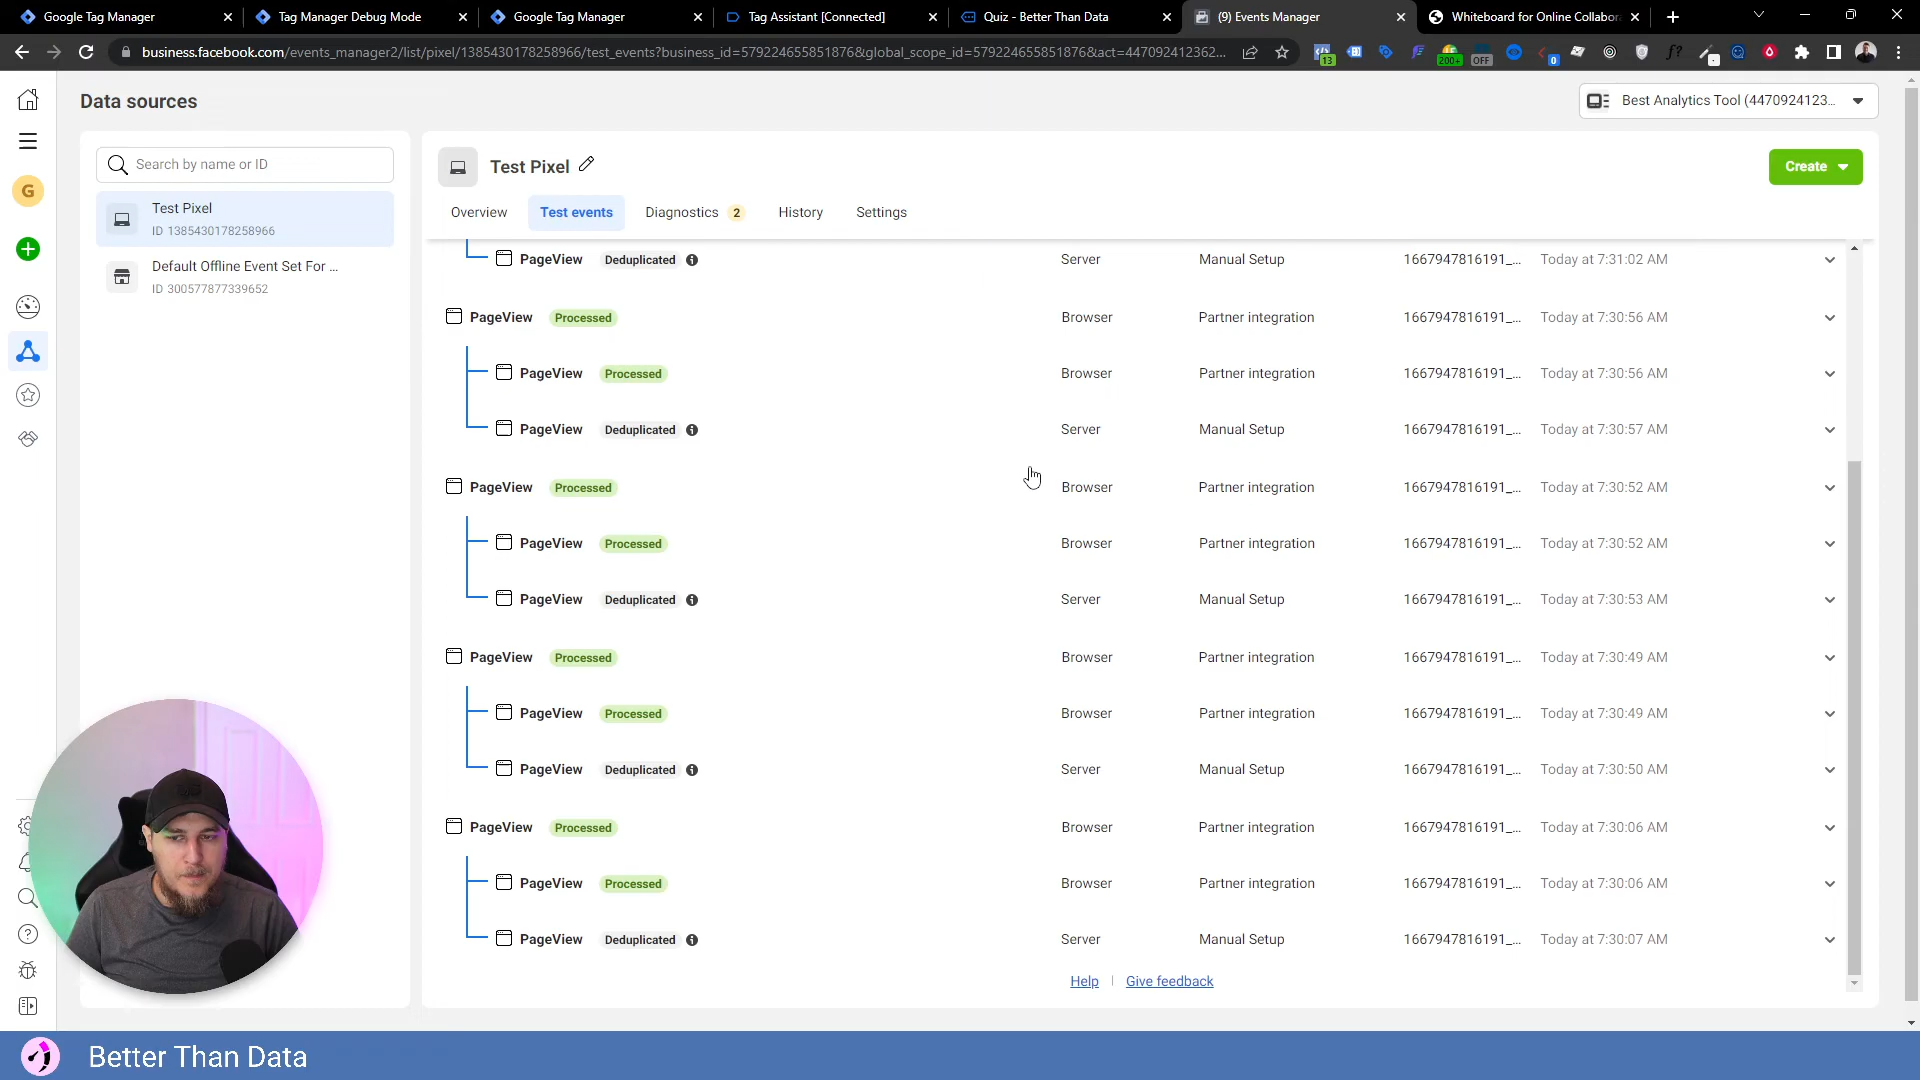 Google Tag Manager
Tag Manager Debug Mode
Google Tag Manager
Tag Assistant [Connected]
Quiz - Better Than Data
(9) Events Manager
Whiteboard for Online Collabora
business.facebook.com/events_manager2/list/pixel/1385430178258966/test_events?business_id=579224655851876&global_scope_id=579224655851876&act=447092412362...
13
200+
OFF
0
f?
Data sources
Best Analytics Tool (4470924123...
G
Search by name or ID
Test Pixel
ID 1385430178258966
Default Offline Event Set For ...
ID 300577877339652
Test Pixel
Create
Overview
Test events
Diagnostics 2
History
Settings
PageView Deduplicated Server Manual Setup 1667947816191_... Today at 7:31:02 AM
PageView Processed Browser Partner integration 1667947816191_... Today at 7:30:56 AM
PageView Processed Browser Partner integration 1667947816191_... Today at 7:30:56 AM
PageView Deduplicated Server Manual Setup 1667947816191_... Today at 7:30:57 AM
PageView Processed Browser Partner integration 1667947816191_... Today at 7:30:52 AM
PageView Processed Browser Partner integration 1667947816191_... Today at 7:30:52 AM
PageView Deduplicated Server Manual Setup 1667947816191_... Today at 7:30:53 AM
PageView Processed Browser Partner integration 1667947816191_... Today at 7:30:49 AM
PageView Processed Browser Partner integration 1667947816191_... Today at 7:30:49 AM
PageView Deduplicated Server Manual Setup 1667947816191_... Today at 7:30:50 AM
PageView Processed Browser Partner integration 1667947816191_... Today at 7:30:06 AM
PageView Processed Browser Partner integration 1667947816191_... Today at 7:30:06 AM
PageView Deduplicated Server Manual Setup 1667947816191_... Today at 7:30:07 AM
Help | Give feedback
Better Than Data